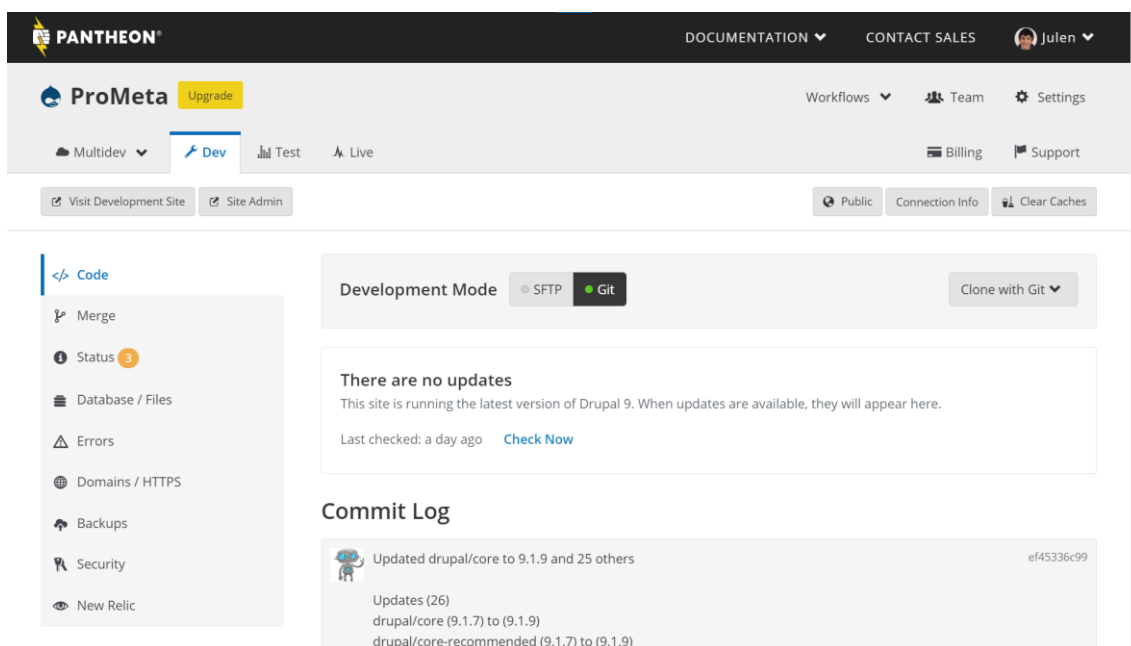 PANTHEON®
DOCUMENTATION CONTACT SALES Julen
ProMeta Upgrade
Workflows Team Settings
Multidev Dev Test Live
Billing Support
Visit Development Site Site Admin
Public Connection Info Clear Caches
</> Code
Merge
Status 3
Database / Files
Errors
Domains / HTTPS
Backups
Security
New Relic
Development Mode SFTP Git
Clone with Git
There are no updates
This site is running the latest version of Drupal 9. When updates are available, they will appear here.
Last checked: a day ago Check Now
Commit Log
Updated drupal/core to 9.1.9 and 25 others
ef45336c99
Updates (26)
drupal/core (9.1.7) to (9.1.9)
drupal/core-recommended (9.1.7) to (9.1.9)